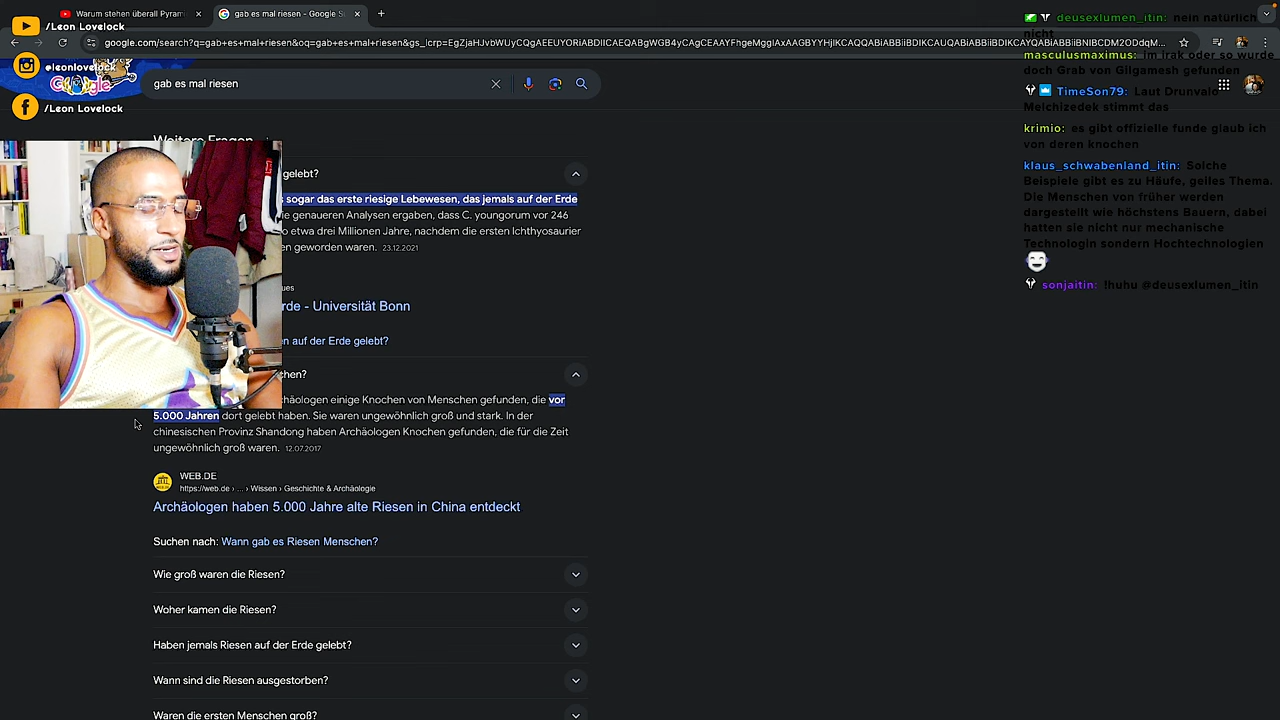 Warum stehen überall Pyrami
gab es mal riesen - Google S
/Leon Lovelock
google.com/search?q=gab+es+mal+riesen&oq=gab+es+mal+riesen&gs_lcrp=
@leonlovelock
Google
gab es mal riesen
/Leon Lovelock
Weitere Fragen
gelebt?
sogar das erste riesige Lebewesen, das jemals auf der Erde
ie genaueren Analysen ergaben, dass C. youngorum vor 246
o etwa drei Millionen Jahre, nachdem die ersten Ichthyosaurier
en geworden waren. 23.12.2021
ues
rde - Universität Bonn
en auf der Erde gelebt?
chen?
chäologen einige Knochen von Menschen gefunden, die vor
5.000 Jahren dort gelebt haben. Sie waren ungewöhnlich groß und stark. In der
chinesischen Provinz Shandong haben Archäologen Knochen gefunden, die für die Zeit
ungewöhnlich groß waren. 12.07.2017
WEB.DE
https://web.de › ... › Wissen › Geschichte & Archäologie
Archäologen haben 5.000 Jahre alte Riesen in China entdeckt
Suchen nach: Wann gab es Riesen Menschen?
Wie groß waren die Riesen?
Woher kamen die Riesen?
Haben jemals Riesen auf der Erde gelebt?
Wann sind die Riesen ausgestorben?
Waren die ersten Menschen groß?
deusexlumen_itin: nein natürlich
nicht
masculusmaximus: im Irak oder so wurde
doch Grab von Gilgamesh gefunden
TimeSon79: Laut Drunvalo
Melchizedek stimmt das
krimio: es gibt offizielle funde glaub ich
von deren knochen
klaus_schwabenland_itin: Solche
Beispiele gibt es zu Häufe, geiles Thema.
Die Menschen von früher werden
dargestellt wie höchstens Bauern, dabei
hatten sie nicht nur mechanische
Technologin sondern Hochtechnologien
sonjaitin: !huhu @deusexlumen_itin